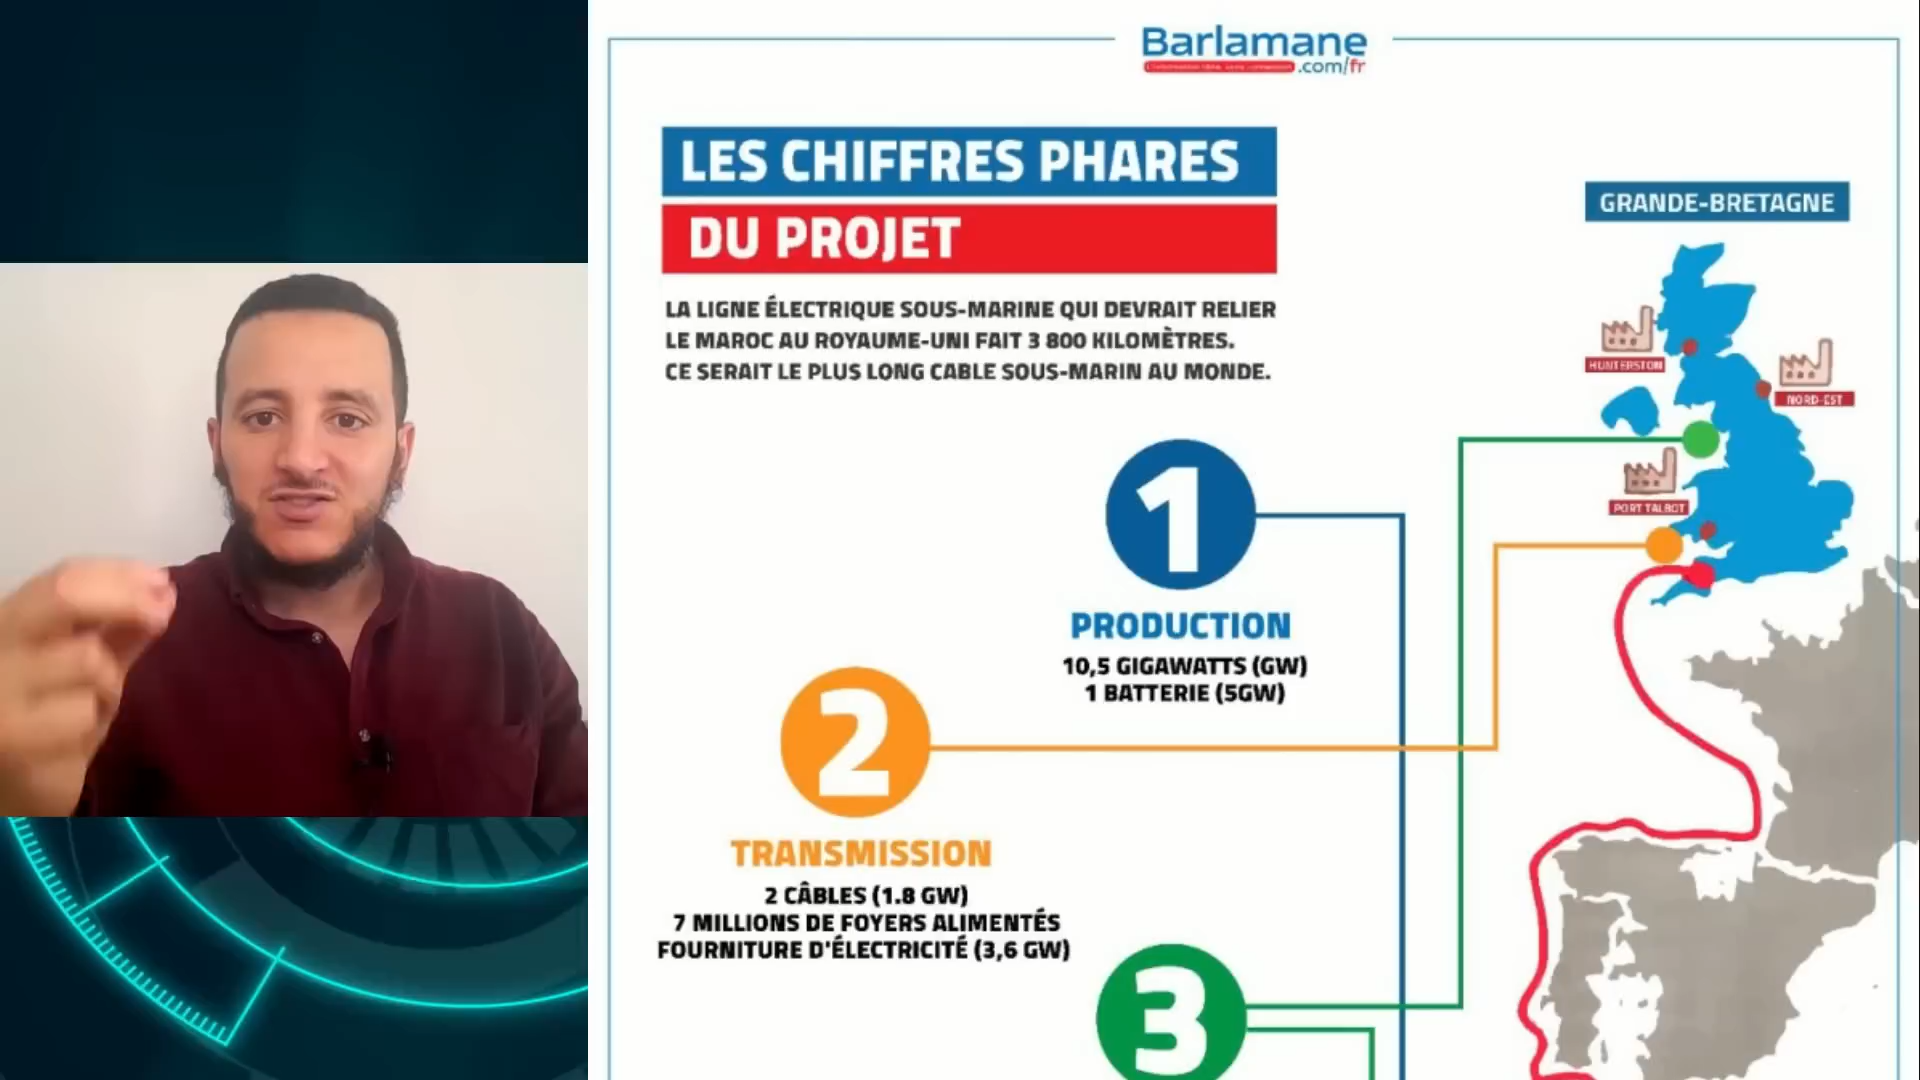 Barlamane
.com/fr
LES CHIFFRES PHARES
DU PROJET
LA LIGNE ÉLECTRIQUE SOUS-MARINE QUI DEVRAIT RELIER
LE MAROC AU ROYAUME-UNI FAIT 3 800 KILOMÈTRES.
CE SERAIT LE PLUS LONG CABLE SOUS-MARIN AU MONDE.
GRANDE-BRETAGNE
HUNTERSTON
NORD-EST
PORT TALBOT
1
PRODUCTION
10,5 GIGAWATTS (GW)
1 BATTERIE (5GW)
2
TRANSMISSION
2 CÂBLES (1.8 GW)
7 MILLIONS DE FOYERS ALIMENTÉS
FOURNITURE D'ÉLECTRICITÉ (3,6 GW)
3